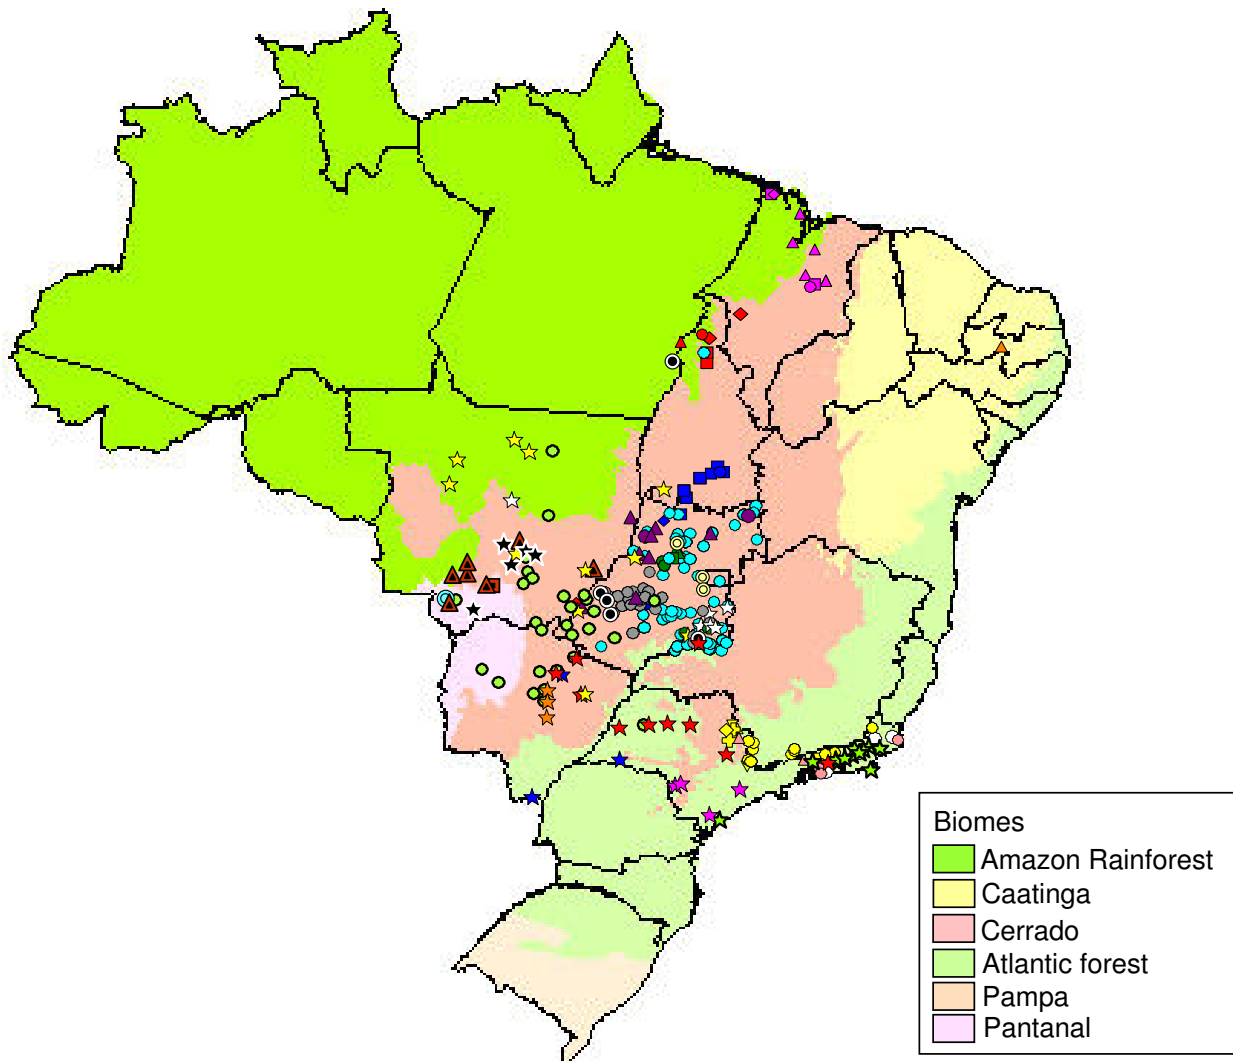 Biomes
Amazon Rainforest
Caatinga
Cerrado
Atlantic forest
Pampa
Pantanal